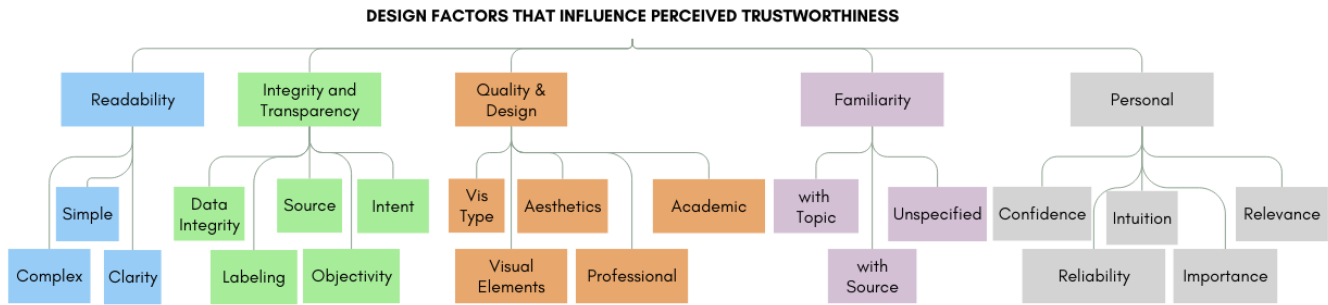 DESIGN FACTORS THAT INFLUENCE PERCEIVED TRUSTWORTHINESS
Readability
Integrity and
Transparency
Quality &
Design
Familiarity
Personal
Simple
Complex
Clarity
Data
Integrity
Source
Intent
Labeling
Objectivity
Vis
Type
Aesthetics
Academic
Visual
Elements
Professional
with
Topic
Unspecified
with
Source
Confidence
Intuition
Relevance
Reliability
Importance